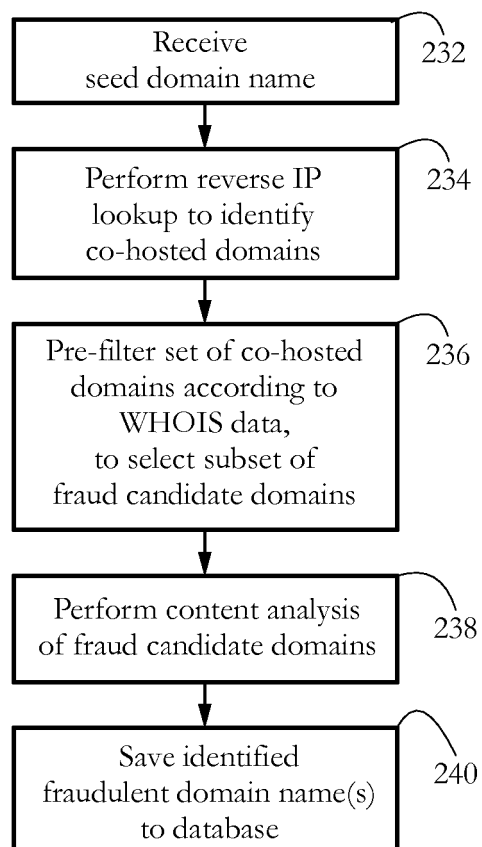 Receive
seed domain name
232
Perform reverse IP
lookup to identify
co-hosted domains
234
Pre-filter set of co-hosted
domains according to
WHOIS data,
to select subset of
fraud candidate domains
236
Perform content analysis
of fraud candidate domains
238
Save identified
fraudulent domain name(s)
to database
240